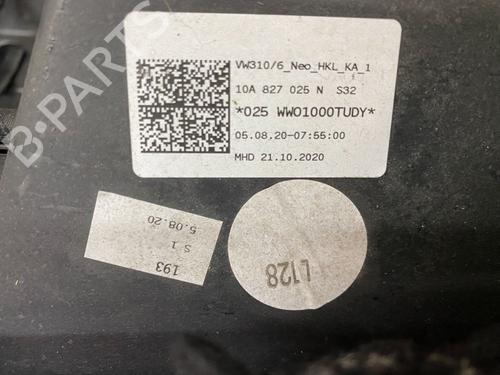 VW310/6_Neo_HKL_KA_1
10A 827 025 N S32
*025 WWO1000TUDY*
05.08.20-07:55:00
MHD 21.10.2020
193
S 1
5.08.20
L128
B-PARTS